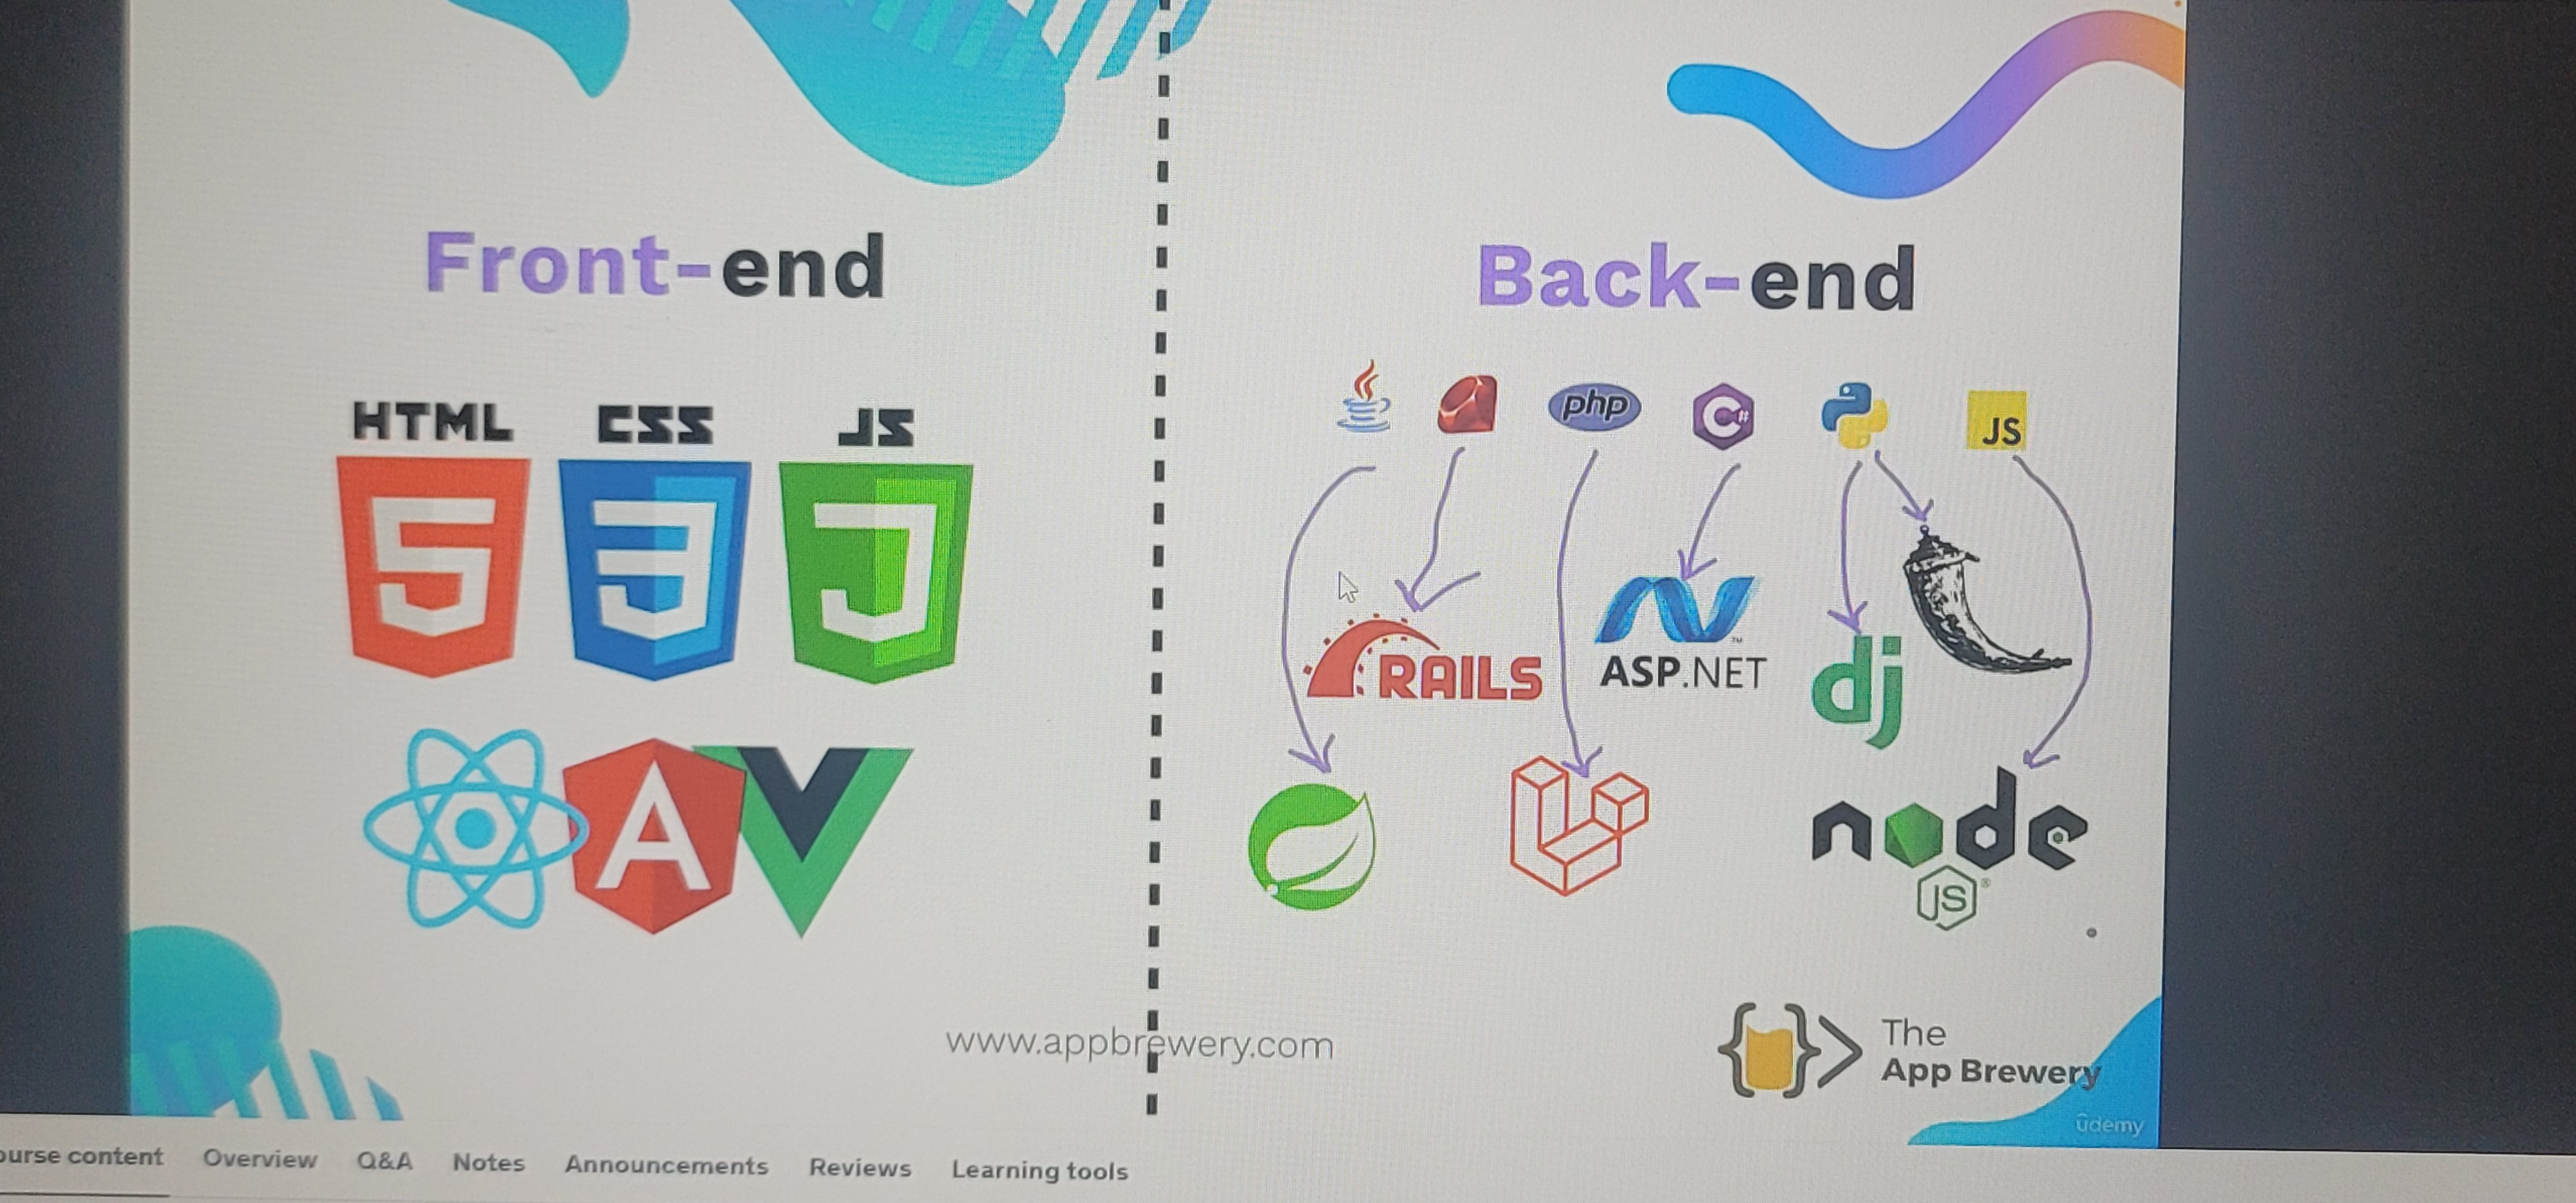 Front-end
HTML CSS JS
5 3 J
A
Back-end
php C# JS
RAILS
ASP.NET
™
dj
node
JS®
www.appbrewery.com
{ }>
The
App Brewery
ûdemy
ourse content Overview Q&A Notes Announcements Reviews Learning tools